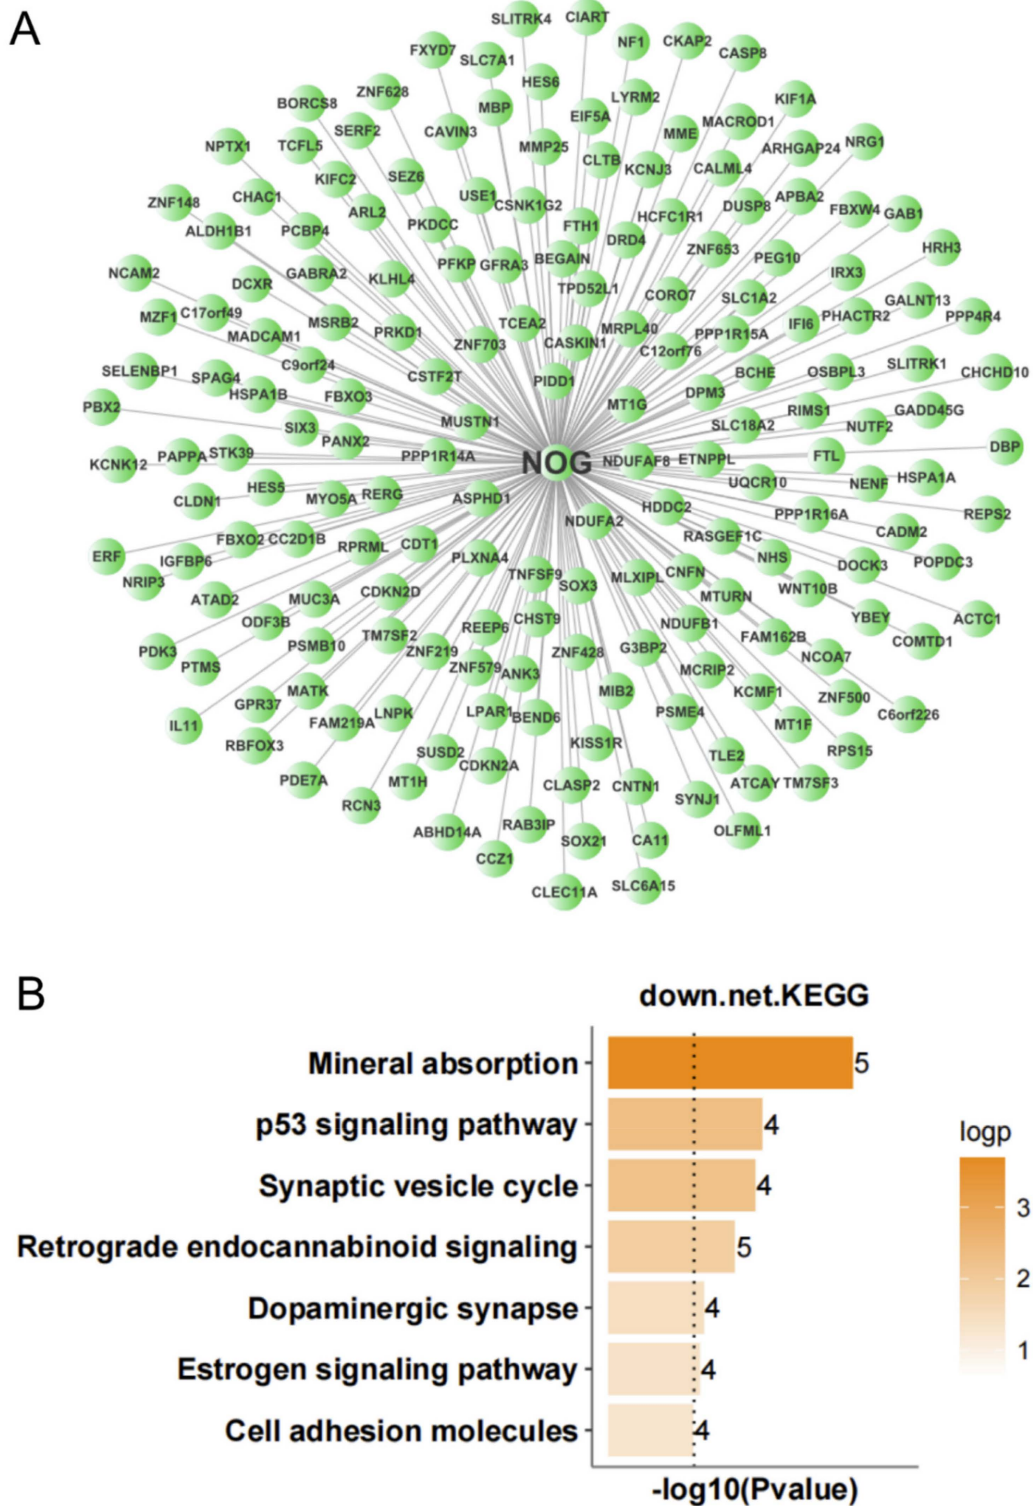 A
SLITRK4 CIART
FXYD7 SLC7A1 NF1 CKAP2 CASP8
ZNF628 HES6 LYRM2 KIF1A
BORCS8 SERF2 MBP EIF5A MME MACROD1
NPTX1 TCFL5 CAVIN3 MMP25 CLTB KCNJ3 CALML4 ARHGAP24 NRG1
KIFC2 SEZ6
ZNF148 CHAC1 ARL2 USE1 CSNK1G2 HCFC1R1 DUSP8 APBA2 FBXW4 GAB1
ALDH1B1 PCBP4 PKDCC FTH1 DRD4 ZNF653 HRH3
NCAM2 DCXR GABRA2 KLHL4 PFKP GFRA3 BEGAIN PEG10 IRX3
TPD52L1 CORO7 SLC1A2 GALNT13
MZF1 C17orf49 MADCAM1 MSRB2 PRKD1 TCEA2 MRPL40 PPP1R15A IFI6 PHACTR2 PPP4R4
ZNF703 CASKIN1 C12orf76
SELENBP1 SPAG4 C9orf24 CSTF2T PIDD1 BCHE OSBPL3 SLITRK1 CHCHD10
PBX2 HSPA1B FBXO3 MT1G DPM3 RIMS1 GADD45G
SIX3 PANX2 MUSTN1 SLC18A2 NUTF2
KCNK12 PAPPA STK39 PPP1R14A NOG NDUFAF8 ETNPPL FTL DBP
CLDN1 HES5 MYO5A RERG ASPHD1 UQCR10 NENF HSPA1A
HDDC2 PPP1R16A REPS2
ERF FBXO2 CC2D1B RPRML CDT1 NDUFA2 RASGEF1C CADM2
NRIP3 IGFBP6 PLXNA4 NHS DOCK3 POPDC3
ATAD2 MUC3A CDKN2D TNFSF9 SOX3 MLXIPL CNFN MTURN WNT10B
ODF3B REEP6 CHST9 NDUFB1 YBEY ACTC1
PDK3 PTMS PSMB10 TM7SF2 ZNF219 ZNF579 ANK3 ZNF428 G3BP2 FAM162B NCOA7 COMTD1
GPR37 MATK MIB2 MCRIP2 KCMF1 ZNF500
IL11 FAM219A LNPK LPAR1 BEND6 PSME4 MT1F C6orf226
RBFOX3 SUSD2 KISS1R TLE2 RPS15
PDE7A MT1H CDKN2A CLASP2 CNTN1 ATCAY TM7SF3
RCN3 SYNJ1
ABHD14A RAB3IP SOX21 CA11 OLFML1
CCZ1
CLEC11A SLC6A15
B
down.net.KEGG
Mineral absorption 5
p53 signaling pathway 4
Synaptic vesicle cycle 4
Retrograde endocannabinoid signaling 5
Dopaminergic synapse 4
Estrogen signaling pathway 4
Cell adhesion molecules 4
-log10(Pvalue)
logp
3
2
1